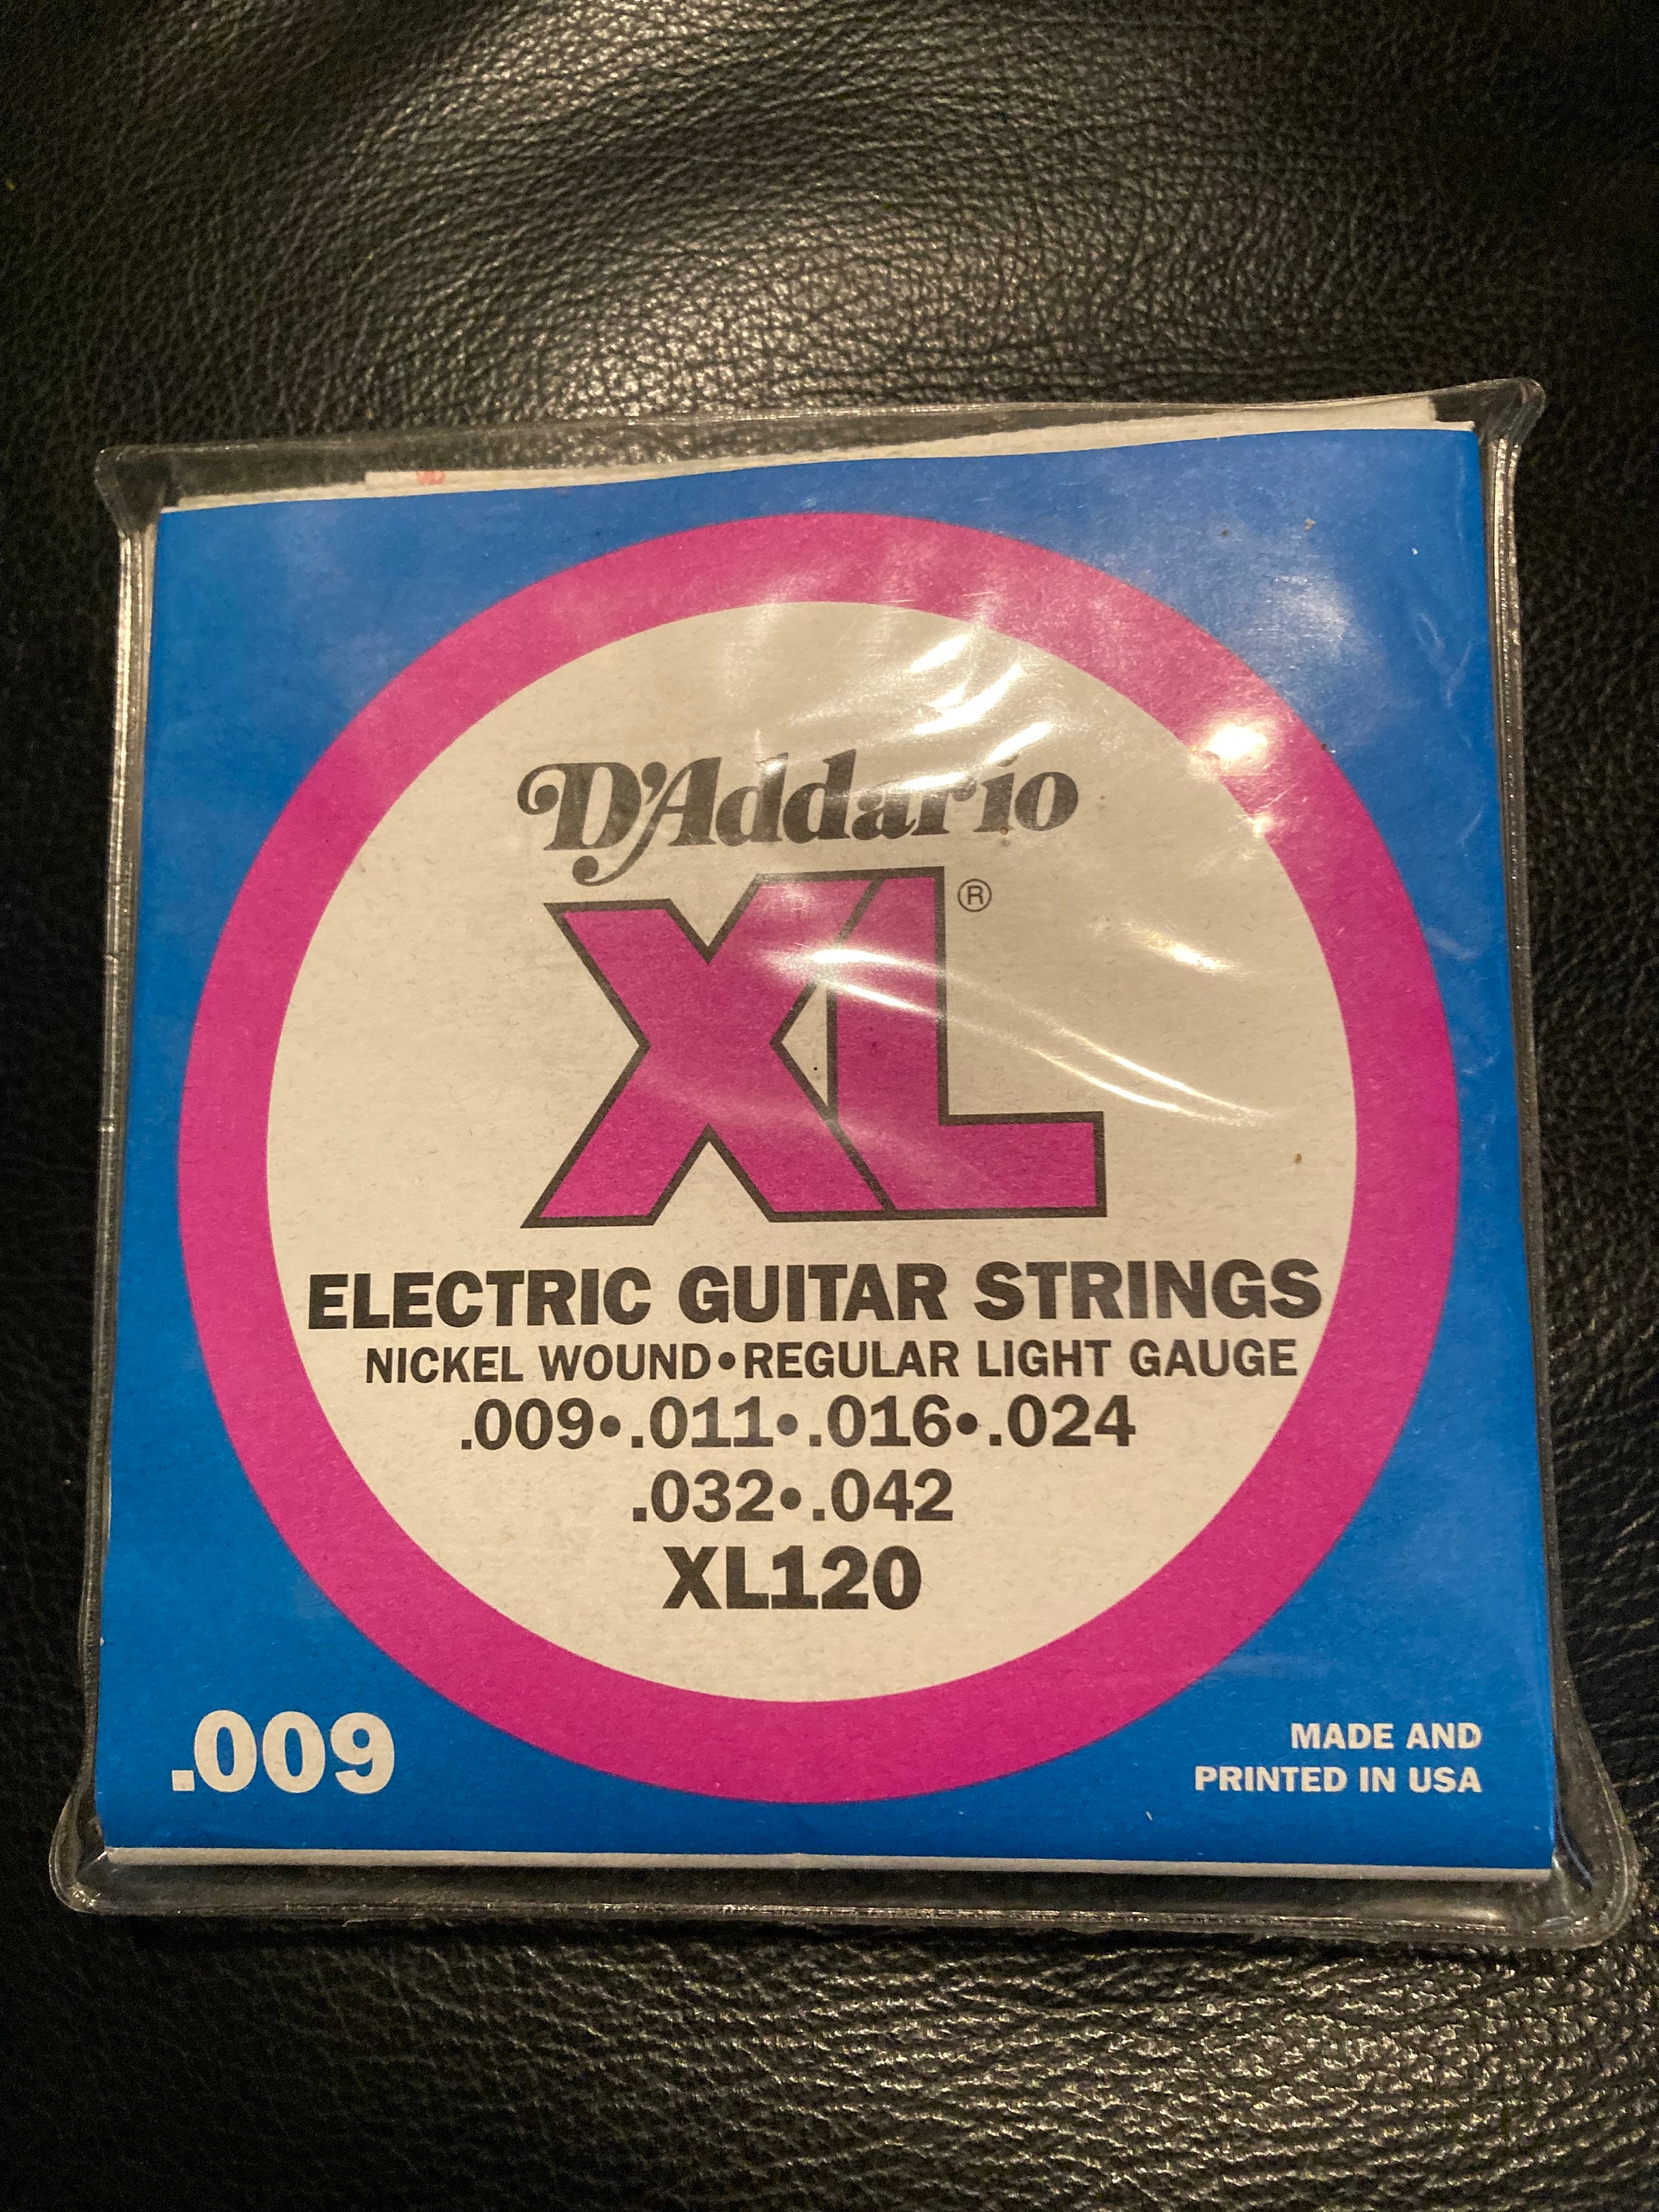 D'Addario
XL®
ELECTRIC GUITAR STRINGS
NICKEL WOUND•REGULAR LIGHT GAUGE
.009•.011•.016•.024
.032•.042
XL120
.009
MADE AND
PRINTED IN USA